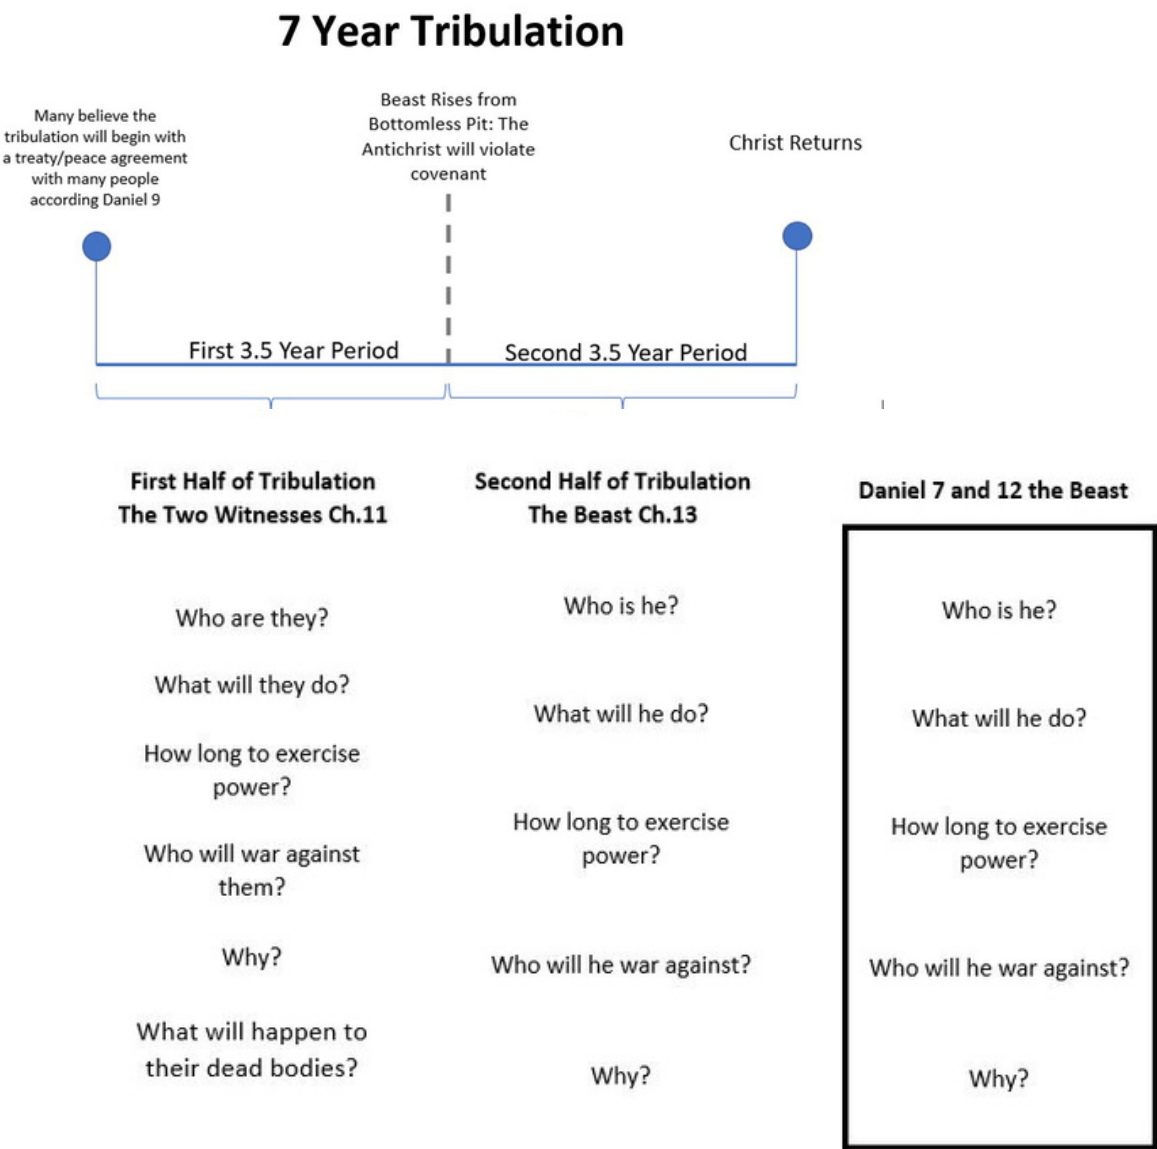 7 Year Tribulation
Many believe the
tribulation will begin with
a treaty/peace agreement
with many people
according Daniel 9
Beast Rises from
Bottomless Pit: The
Antichrist will violate
covenant
Christ Returns
First 3.5 Year Period
Second 3.5 Year Period
First Half of Tribulation
The Two Witnesses Ch.11
Who are they?
What will they do?
How long to exercise
power?
Who will war against
them?
Why?
What will happen to
their dead bodies?
Second Half of Tribulation
The Beast Ch.13
Who is he?
What will he do?
How long to exercise
power?
Who will he war against?
Why?
Daniel 7 and 12 the Beast
Who is he?
What will he do?
How long to exercise
power?
Who will he war against?
Why?